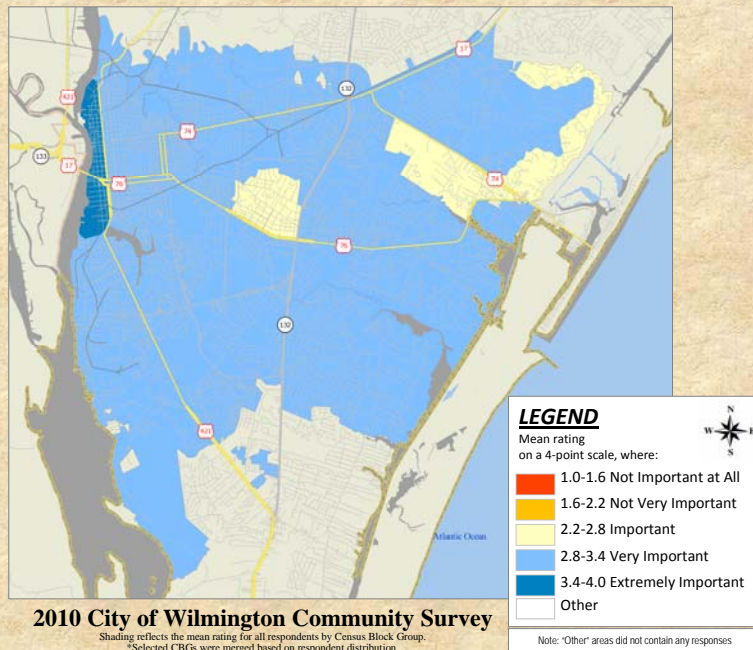 17
132
421
74
133
17
76
74
76
132
421
Atlantic Ocean
LEGEND
Mean rating
on a 4-point scale, where:
N
W E
S
1.0-1.6 Not Important at All
1.6-2.2 Not Very Important
2.2-2.8 Important
2.8-3.4 Very Important
3.4-4.0 Extremely Important
Other
Note: "Other" areas did not contain any responses
2010 City of Wilmington Community Survey
Shading reflects the mean rating for all respondents by Census Block Group.
*Selected CBGs were merged based on respondent distribution